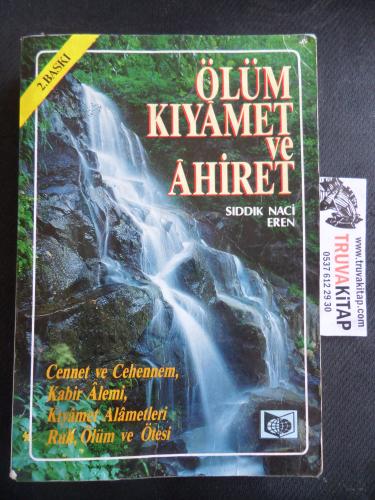 2.BASKI
ÖLÜM
KIYÂMET
ve
ÂHİRET
SIDDIK NACİ
EREN
Cennet ve Cehennem,
Kabir Âlemi,
Kıyâmet Alâmetleri
Ruh, Ölüm ve Ötesi
www.truvakitap.com
TRUVAKİTAP
0537 612 29 30